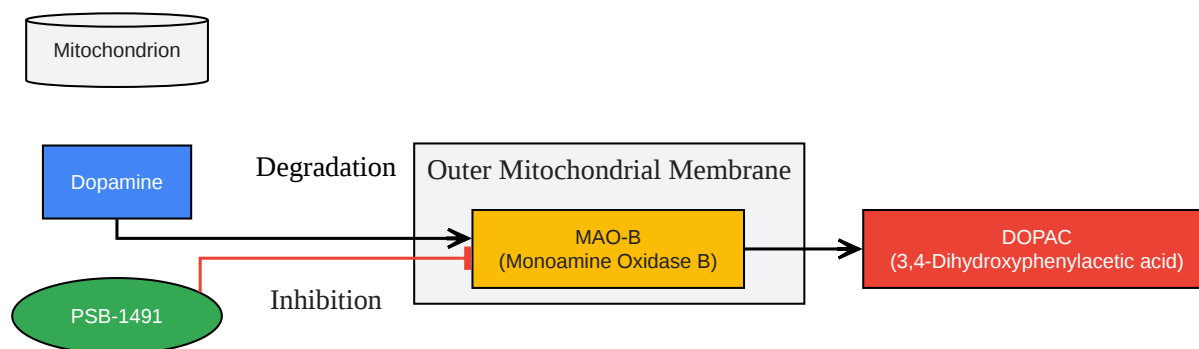 Mitochondrion
Degradation
Outer Mitochondrial Membrane
Dopamine
MAO-B
(Monoamine Oxidase B)
DOPAC
(3,4-Dihydroxyphenylacetic acid)
Inhibition
PSB-1491